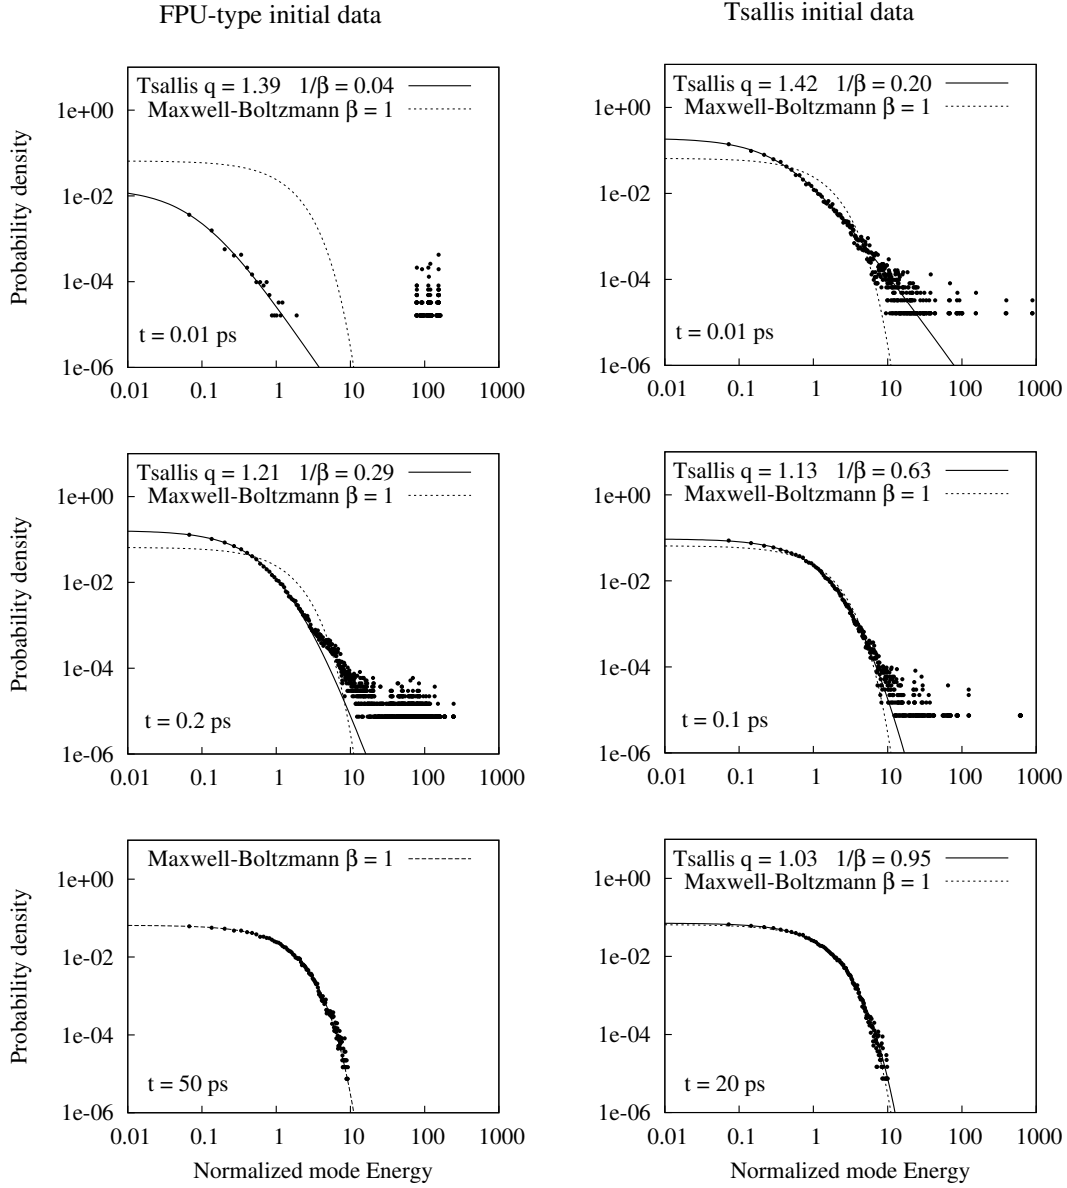 FPU-type initial data
Tsallis initial data
Probability density
1e+00
1e-02
1e-04
1e-06
Tsallis q = 1.39 1/β = 0.04
Maxwell-Boltzmann β = 1
t = 0.01 ps
0.01 0.1 1 10 100 1000
1e+00
1e-02
1e-04
1e-06
Tsallis q = 1.42 1/β = 0.20
Maxwell-Boltzmann β = 1
t = 0.01 ps
0.01 0.1 1 10 100 1000
Probability density
1e+00
1e-02
1e-04
1e-06
Tsallis q = 1.21 1/β = 0.29
Maxwell-Boltzmann β = 1
t = 0.2 ps
0.01 0.1 1 10 100 1000
1e+00
1e-02
1e-04
1e-06
Tsallis q = 1.13 1/β = 0.63
Maxwell-Boltzmann β = 1
t = 0.1 ps
0.01 0.1 1 10 100 1000
Probability density
1e+00
1e-02
1e-04
1e-06
Maxwell-Boltzmann β = 1
t = 50 ps
0.01 0.1 1 10 100 1000
Normalized mode Energy
1e+00
1e-02
1e-04
1e-06
Tsallis q = 1.03 1/β = 0.95
Maxwell-Boltzmann β = 1
t = 20 ps
0.01 0.1 1 10 100 1000
Normalized mode Energy